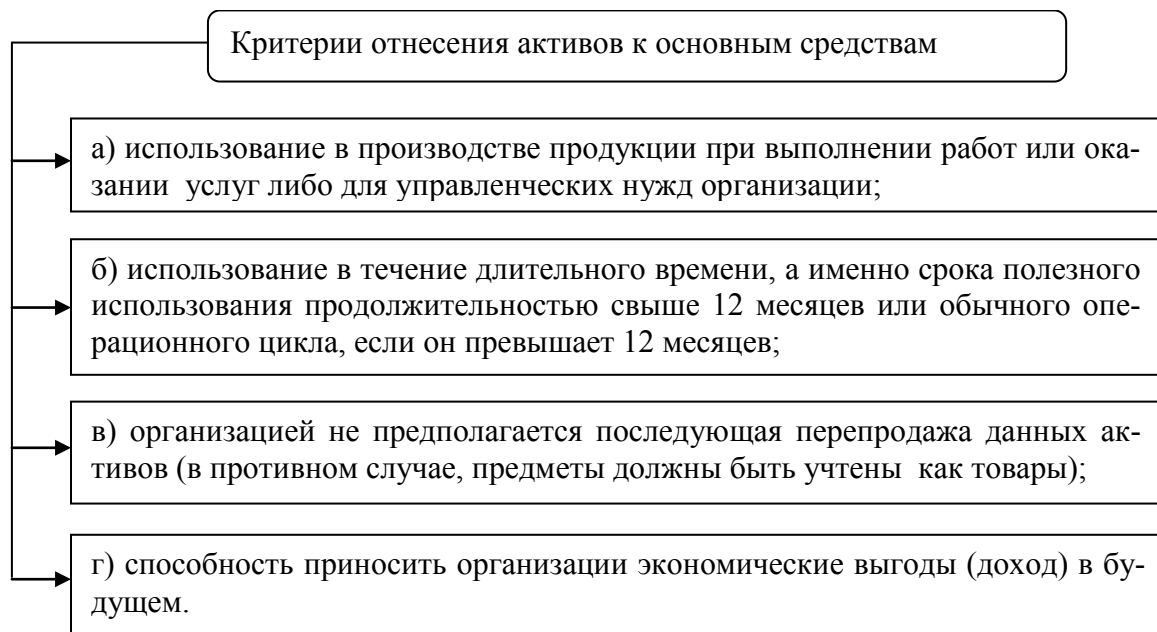 Критерии отнесения активов к основным средствам
а) использование в производстве продукции при выполнении работ или ока-
зании услуг либо для управленческих нужд организации;
б) использование в течение длительного времени, а именно срока полезного
использования продолжительностью свыше 12 месяцев или обычного опе-
рационного цикла, если он превышает 12 месяцев;
в) организацией не предполагается последующая перепродажа данных ак-
тивов (в противном случае, предметы должны быть учтены как товары);
г) способность приносить организации экономические выгоды (доход) в бу-
дущем.